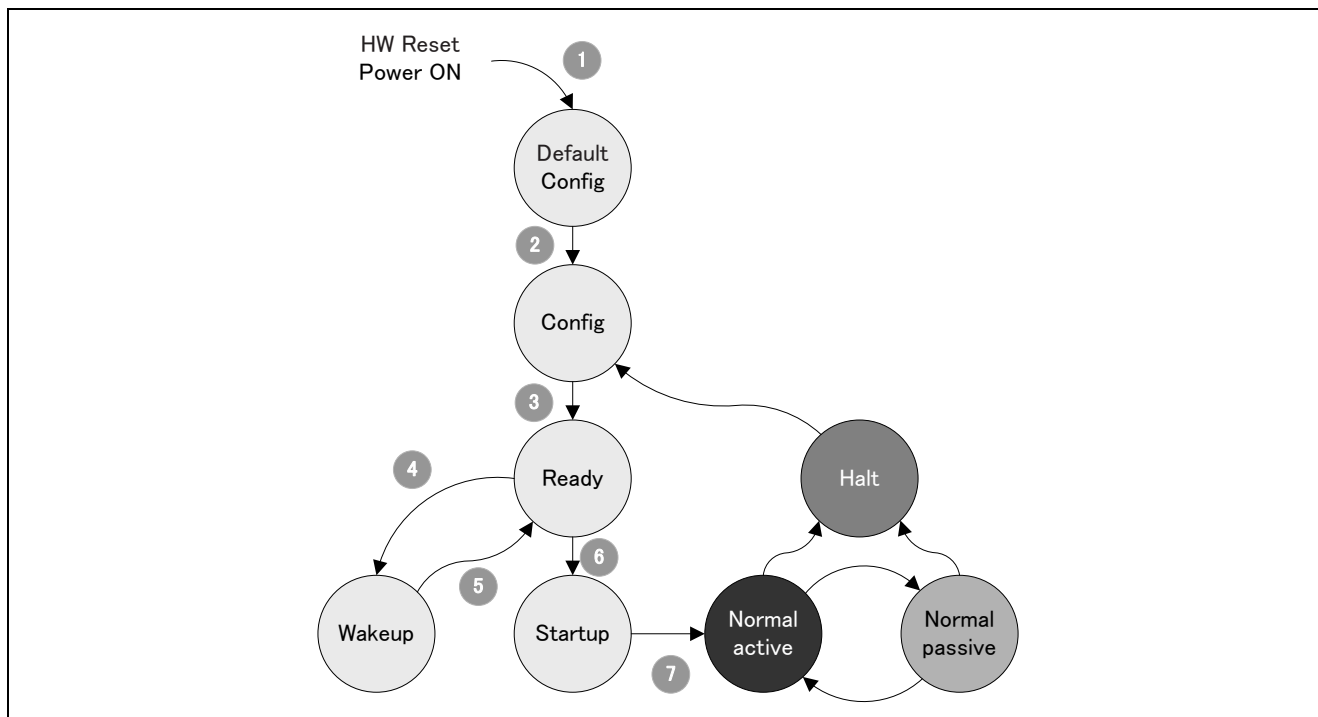 HW Reset
Power ON
1
Default
Config
2
Config
3
Ready
4
Halt
5
6
Wakeup
Startup
7
Normal
active
Normal
passive